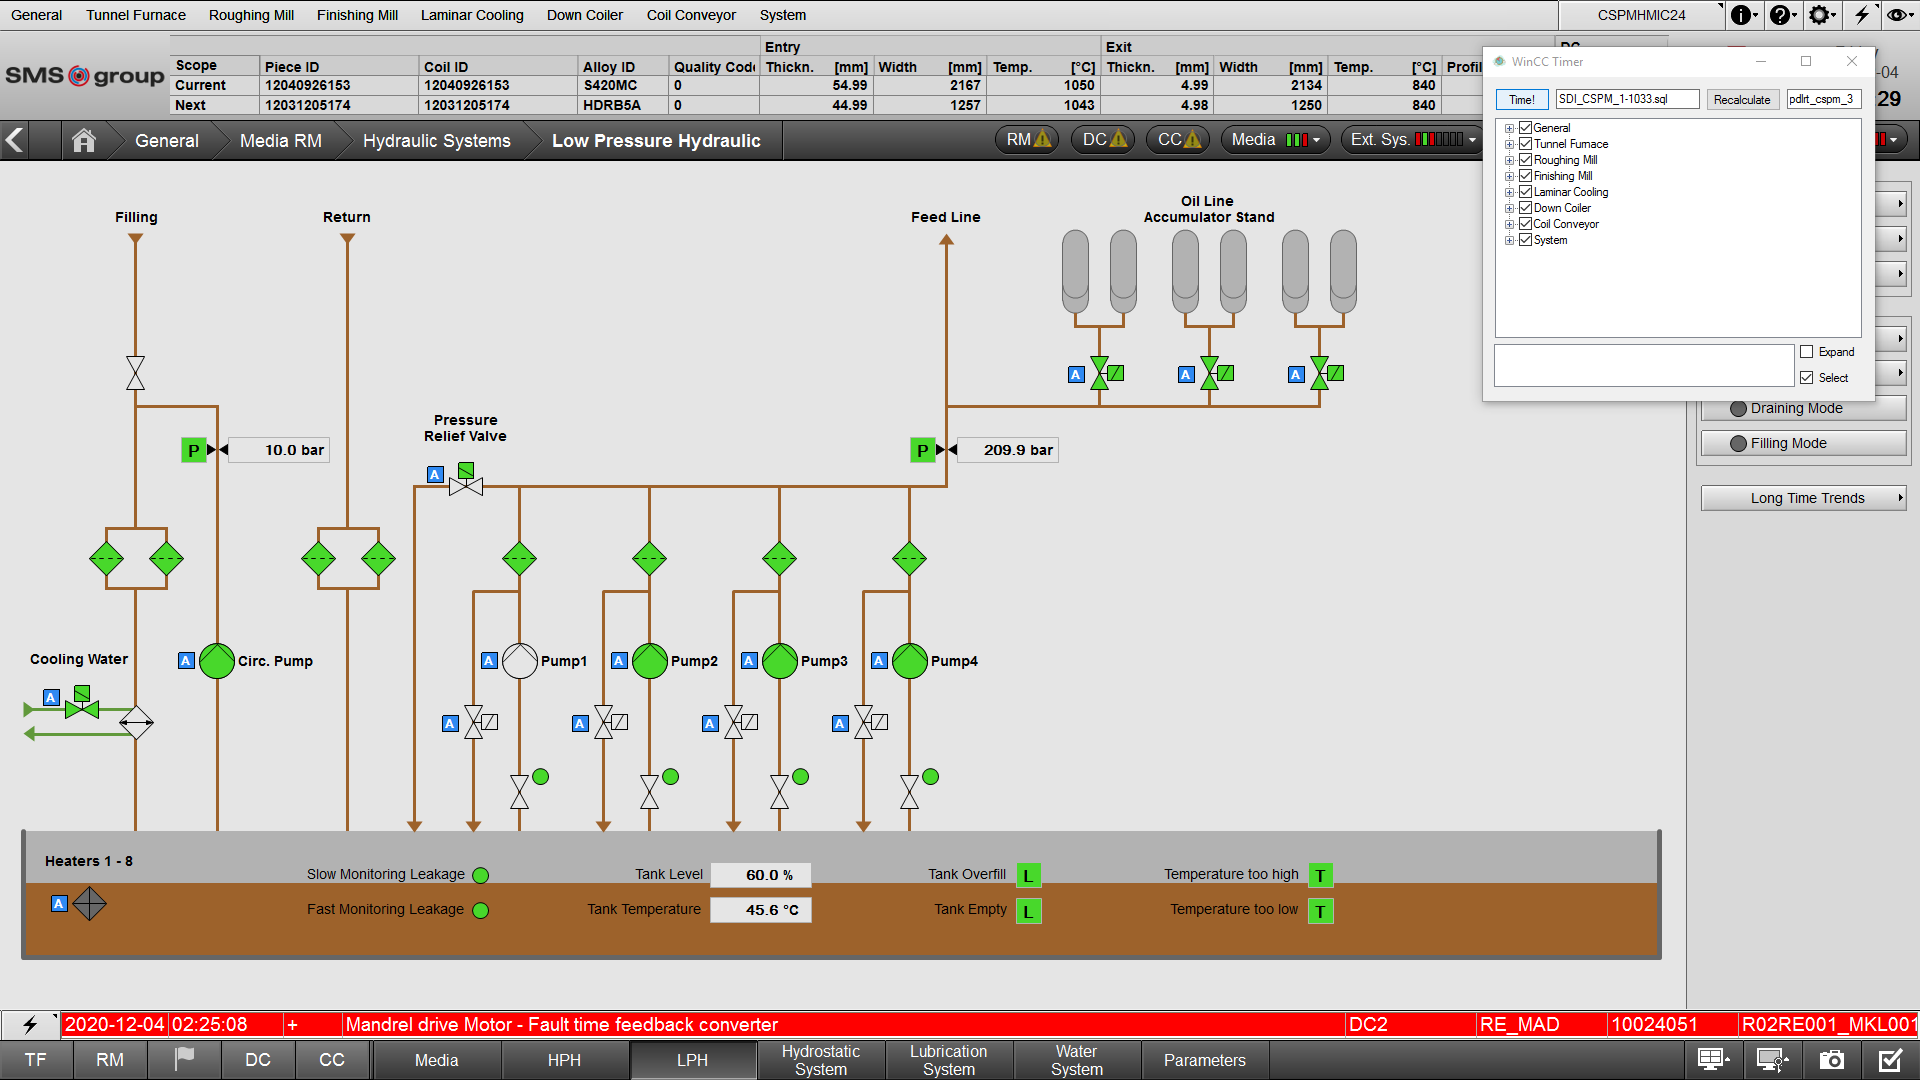 General Tunnel Furnace Roughing Mill Finishing Mill Laminar Cooling Down Coiler Coil Conveyor System CSPMHMIC24
SMS group
Entry Exit
Scope Piece ID Coil ID Alloy ID Quality Code Thickn. [mm] Width [mm] Temp. [°C] Thickn. [mm] Width [mm] Temp. [°C] Profil
Current 12040926153 12040926153 S420MC 0 54.99 2167 1050 4.99 2134 840
Next 12031205174 12031205174 HDRB5A 0 44.99 1257 1043 4.98 1250 840
-04
29
General Media RM Hydraulic Systems Low Pressure Hydraulic RM DC CC Media Ext. Sys.
WinCC Timer
Time! SDI_CSPM_1-1033.sql Recalculate pdlrt_cspm_3
General
Tunnel Furnace
Roughing Mill
Finishing Mill
Laminar Cooling
Down Coiler
Coil Conveyor
System
Expand
Select
Draining Mode
Filling Mode
Long Time Trends
Filling Return Feed Line
Oil Line
Accumulator Stand
A A A
Pressure
Relief Valve
P 10.0 bar
P 209.9 bar
A
Cooling Water
A Circ. Pump A Pump1 A Pump2 A Pump3 A Pump4
A
A A A A
Heaters 1 - 8
A
Slow Monitoring Leakage Tank Level 60.0 % Tank Overfill L Temperature too high T
Fast Monitoring Leakage Tank Temperature 45.6 °C Tank Empty L Temperature too low T
2020-12-04 02:25:08 + Mandrel drive Motor - Fault time feedback converter DC2 RE_MAD 10024051 R02RE001_MKL001
TF RM DC CC Media HPH LPH Hydrostatic System Lubrication System Water System Parameters